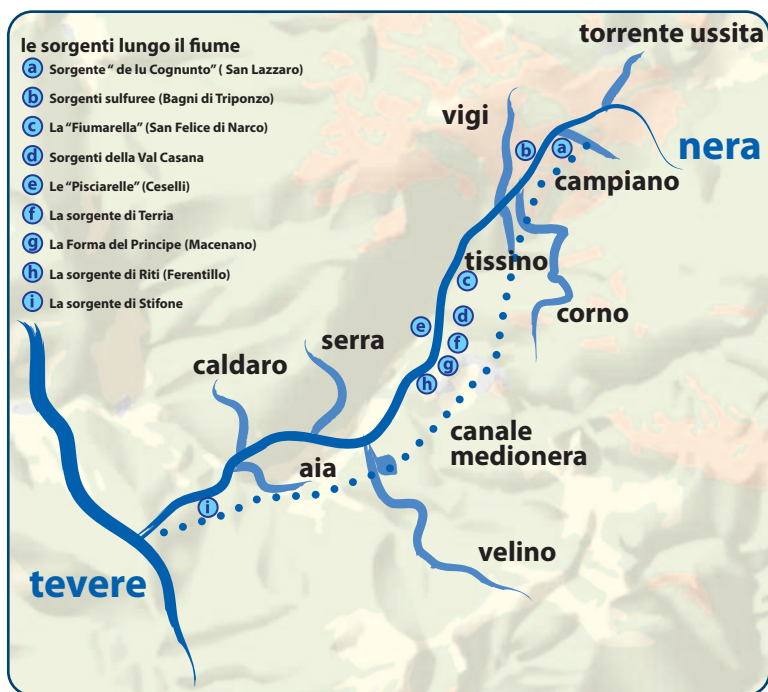 le sorgenti lungo il fiume
a Sorgente “ de lu Cognunto” ( San Lazzaro)
b Sorgenti sulfuree (Bagni di Triponzo)
c La “Fiumarella” (San Felice di Narco)
d Sorgenti della Val Casana
e Le “Pisciarelle” (Ceselli)
f La sorgente di Terria
g La Forma del Principe (Macenano)
h La sorgente di Riti (Ferentillo)
i La sorgente di Stifone
torrente ussita
vigi
nera
b
a
campiano
tissino
c
corno
d
e
f
serra
g
caldaro
h
canale
medionera
aia
i
velino
tevere